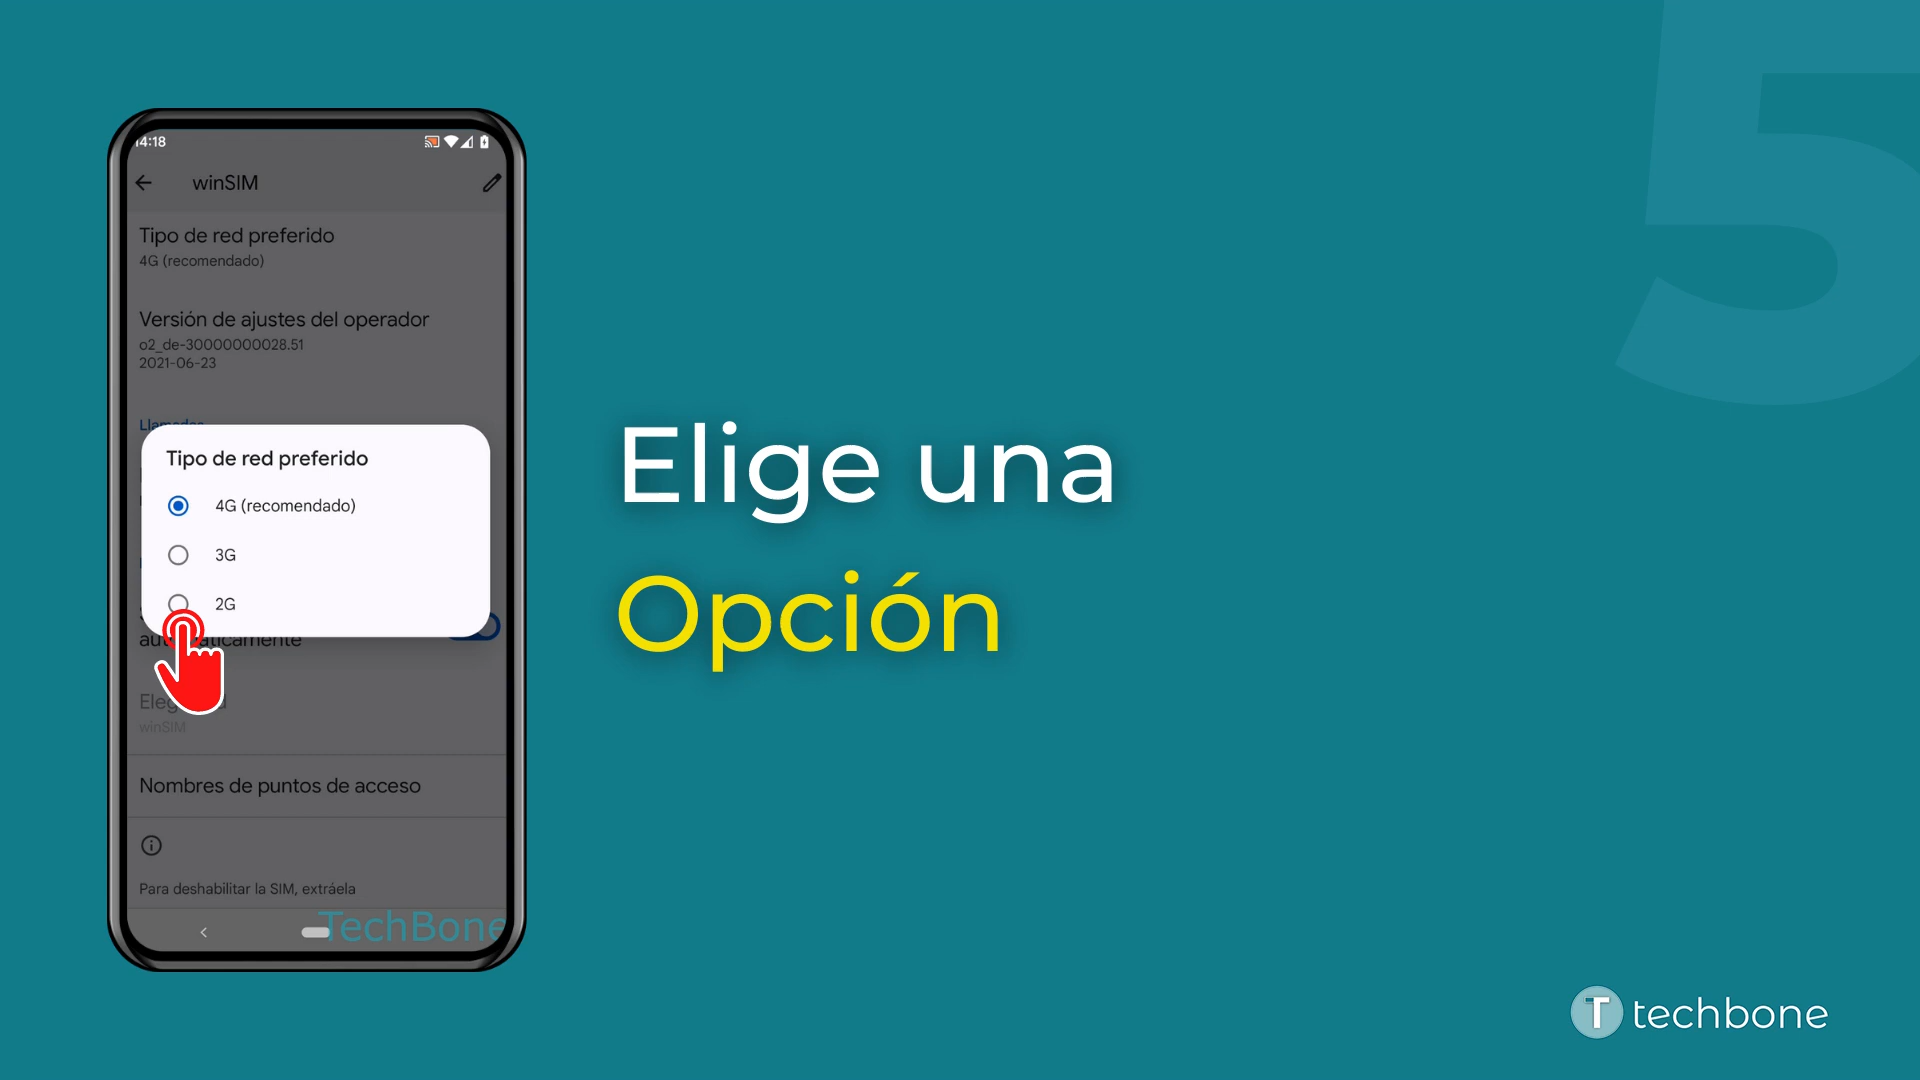 5
14:18
winSIM
Tipo de red preferido
4G (recomendado)
Versión de ajustes del operador
o2_de-30000000028.51
2021-06-23
Llamadas
Tipo de red preferido
4G (recomendado)
3G
2G
automáticamente
winSIM
Nombres de puntos de acceso
Para deshabilitar la SIM, extráela
TechBone
Elige una
Opción
T techbone